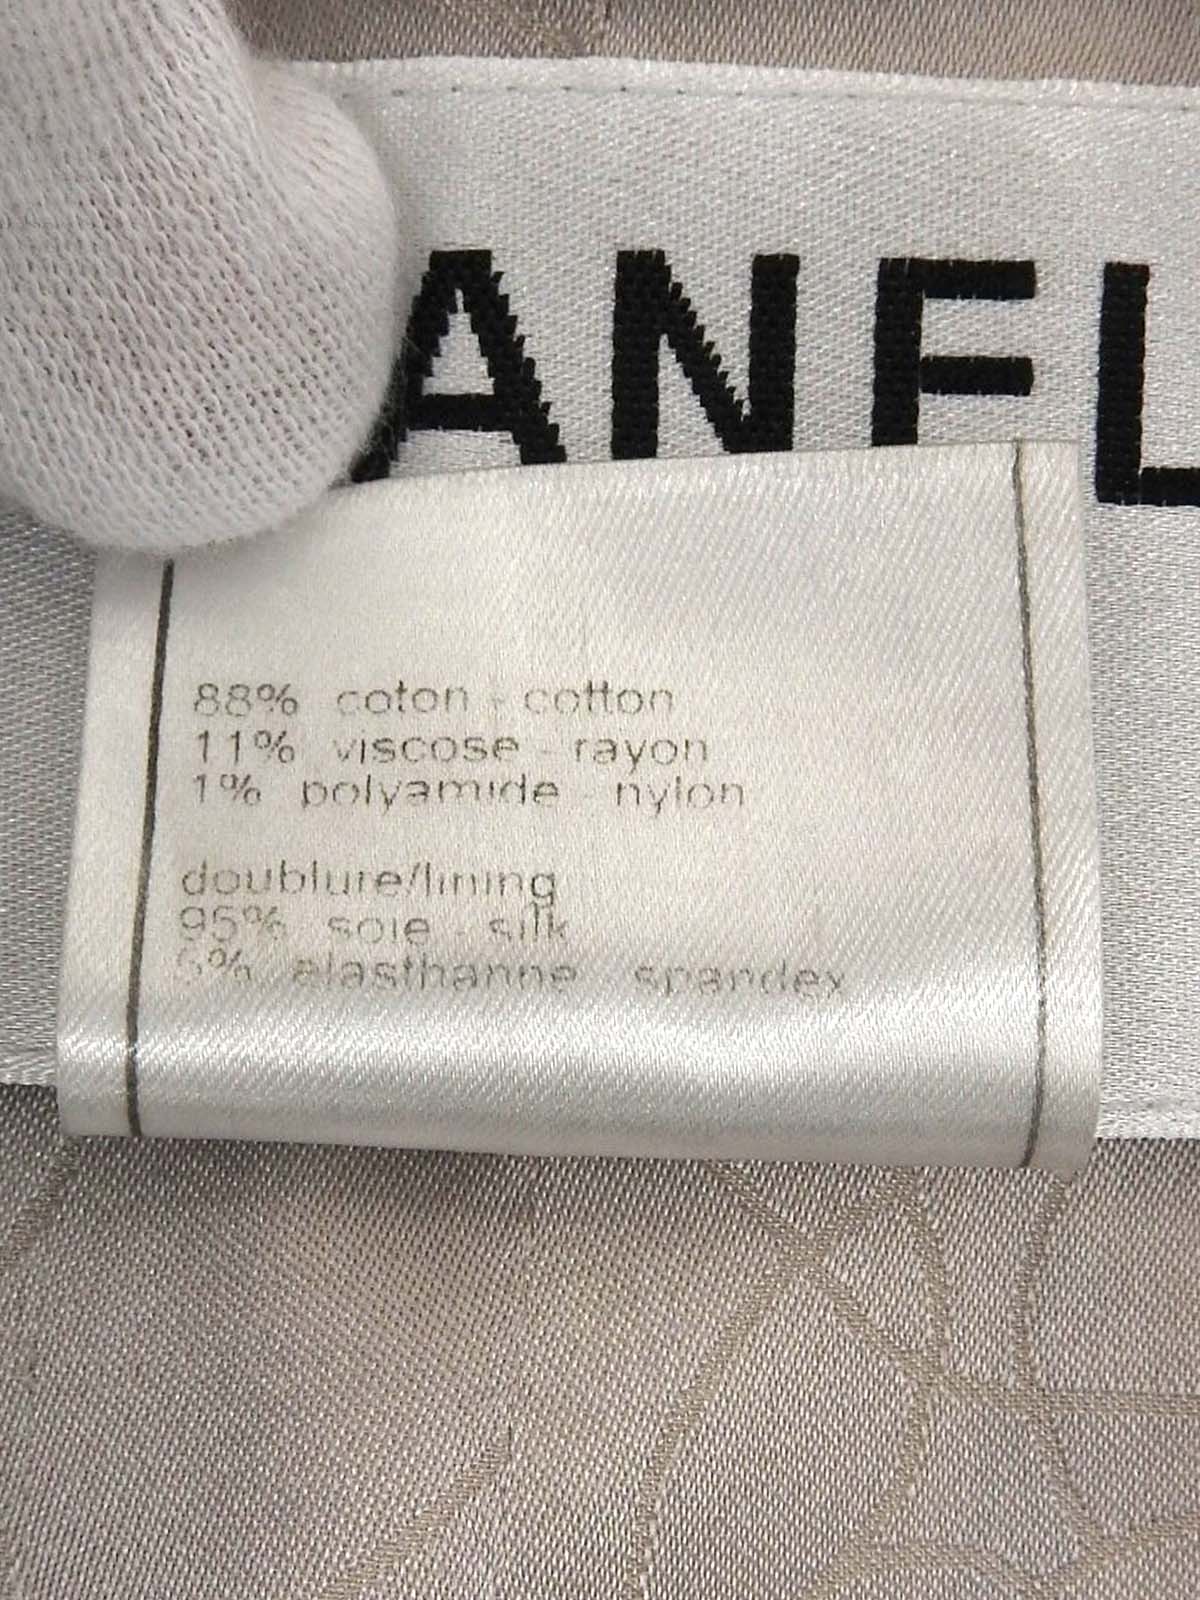 ANEL
88% coton - cotton
11% viscose - rayon
1% polyamide - nylon
doublure/lining
95% soie - silk
5% elasthanne - spandex